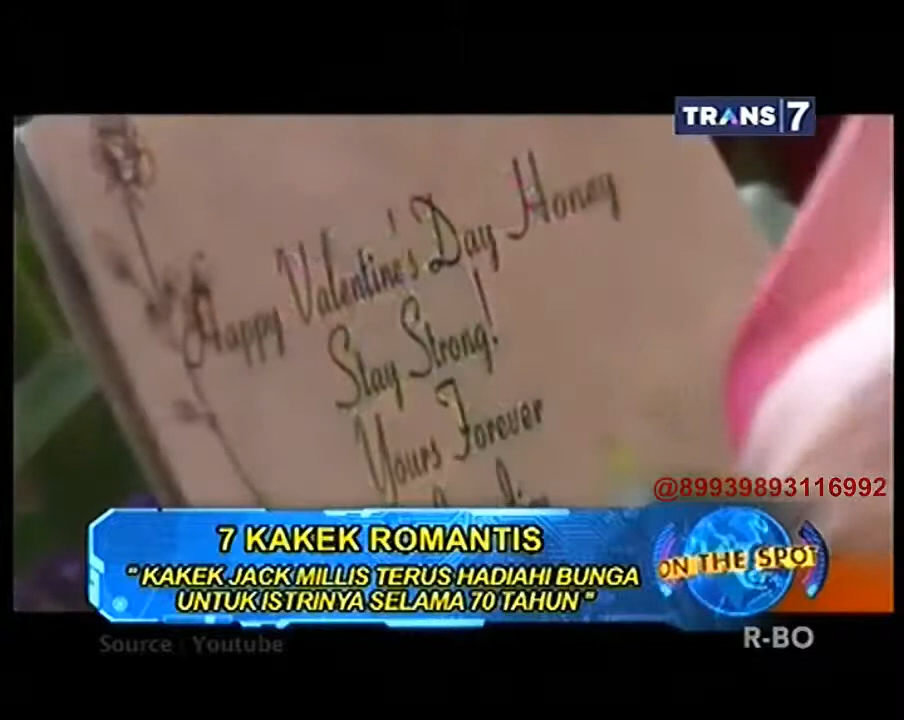 TRANS|7
Happy Valentine's Day Honey
Stay Strong!
Yours Forever
@89939893116992
7 KAKEK ROMANTIS
" KAKEK JACK MILLIS TERUS HADIAHI BUNGA
UNTUK ISTRINYA SELAMA 70 TAHUN "
ON THE SPOT
Source : Youtube
R-BO